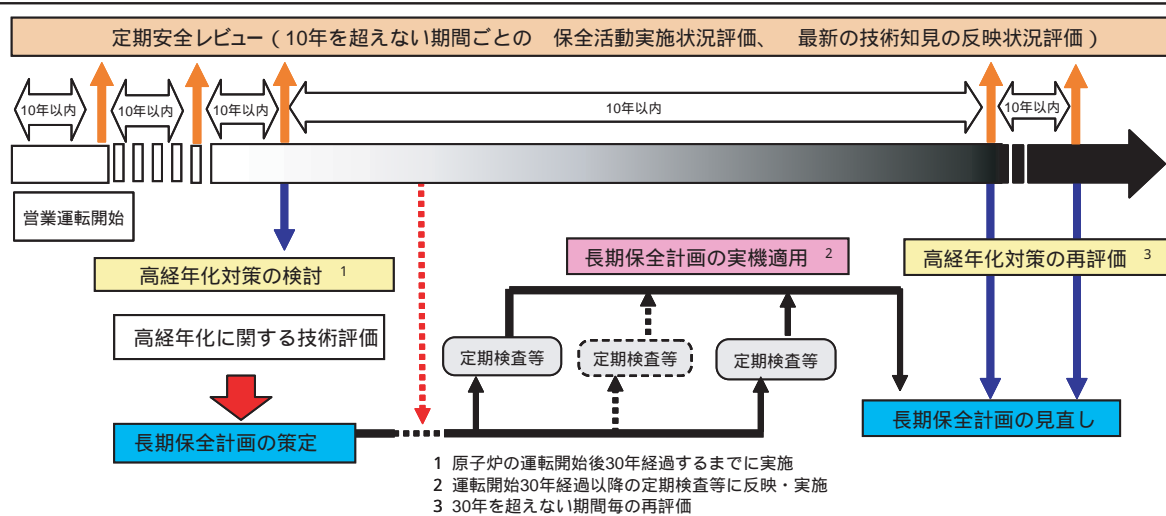 定期安全レビュー（10年を超えない期間ごとの　保全活動実施状況評価、　最新の技術知見の反映状況評価）
10年以内
10年以内
10年以内
10年以内
10年以内
営業運転開始
高経年化対策の検討 1
長期保全計画の実機適用 2
高経年化対策の再評価 3
高経年化に関する技術評価
定期検査等
定期検査等
定期検査等
長期保全計画の策定
長期保全計画の見直し
1 原子炉の運転開始後30年経過するまでに実施
2 運転開始30年経過以降の定期検査等に反映・実施
3 30年を超えない期間毎の再評価